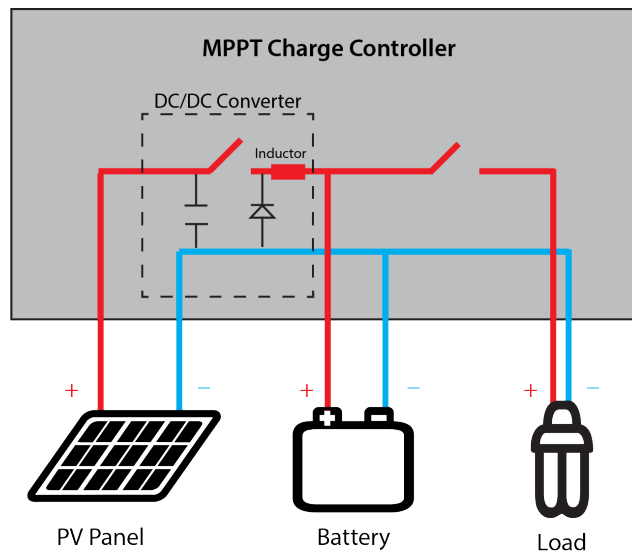 MPPT Charge Controller
DC/DC Converter
Inductor
+ − + − + −
PV Panel
Battery
Load